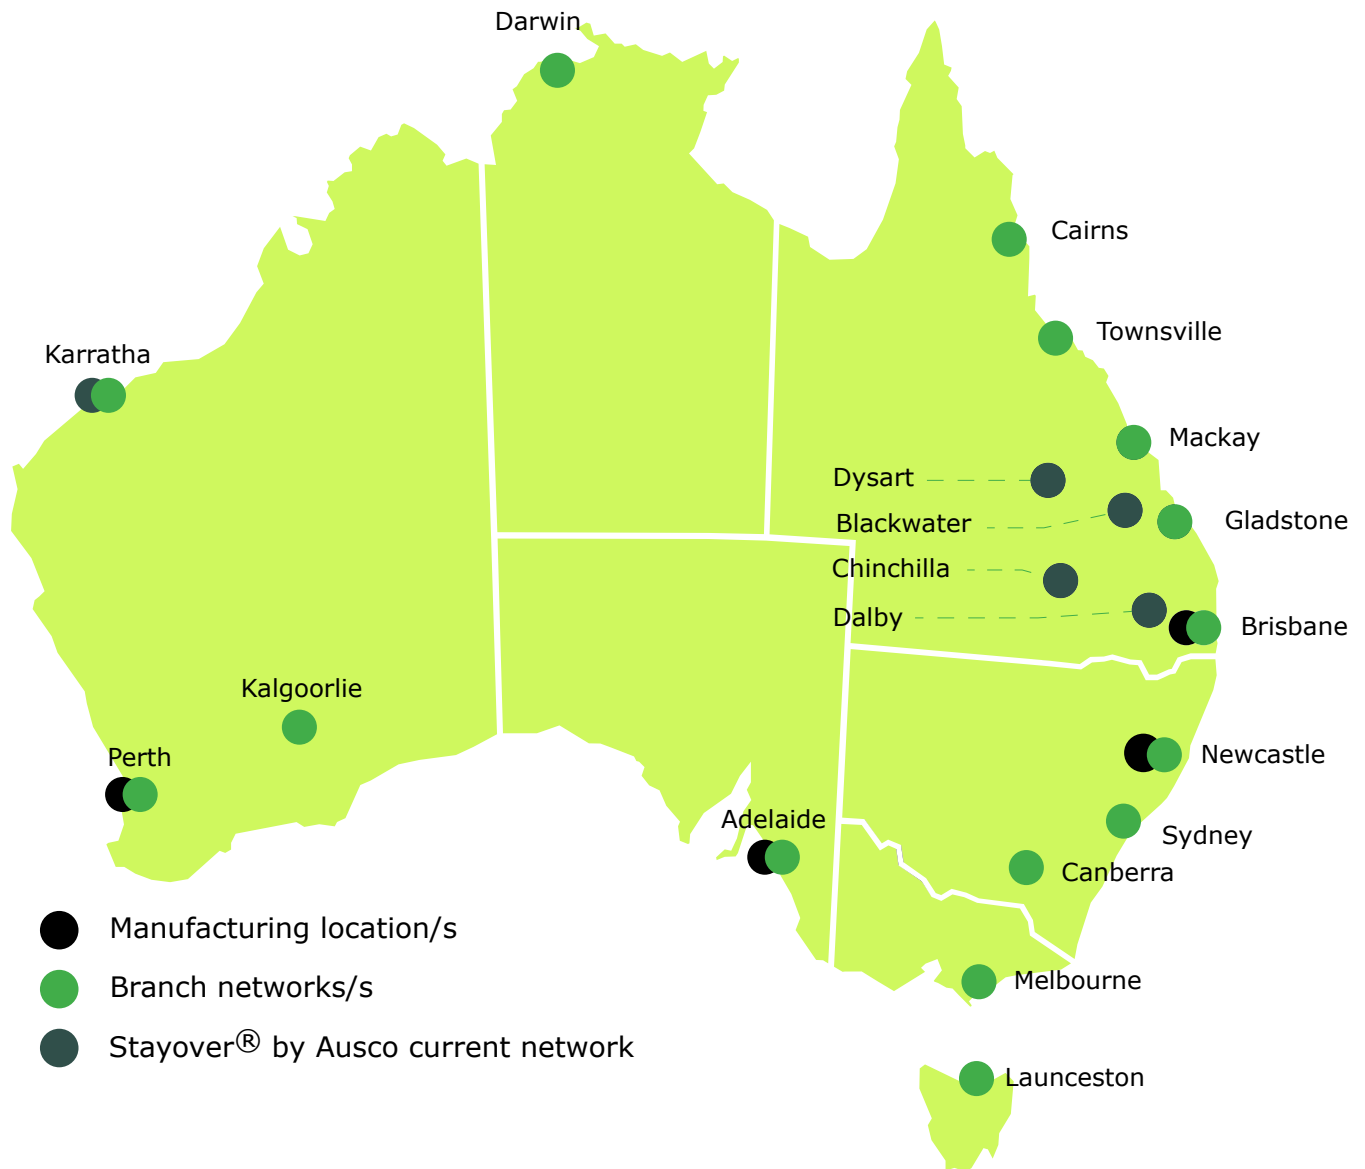 Darwin
Cairns
Townsville
Karratha
Mackay
Dysart
Blackwater
Gladstone
Chinchilla
Dalby
Brisbane
Kalgoorlie
Perth
Newcastle
Adelaide
Sydney
Canberra
Manufacturing location/s
Melbourne
Branch networks/s
Stayover® by Ausco current network
Launceston